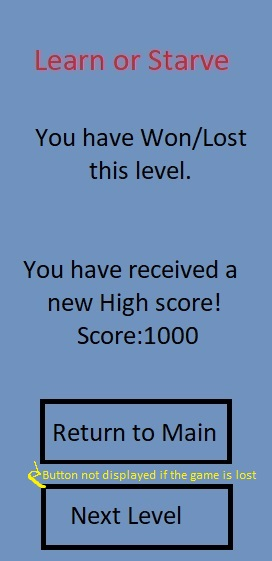 Learn or Starve
You have Won/Lost
this level.
You have received a
new High score!
Score:1000
Return to Main
Button not displayed if the game is lost
Next Level